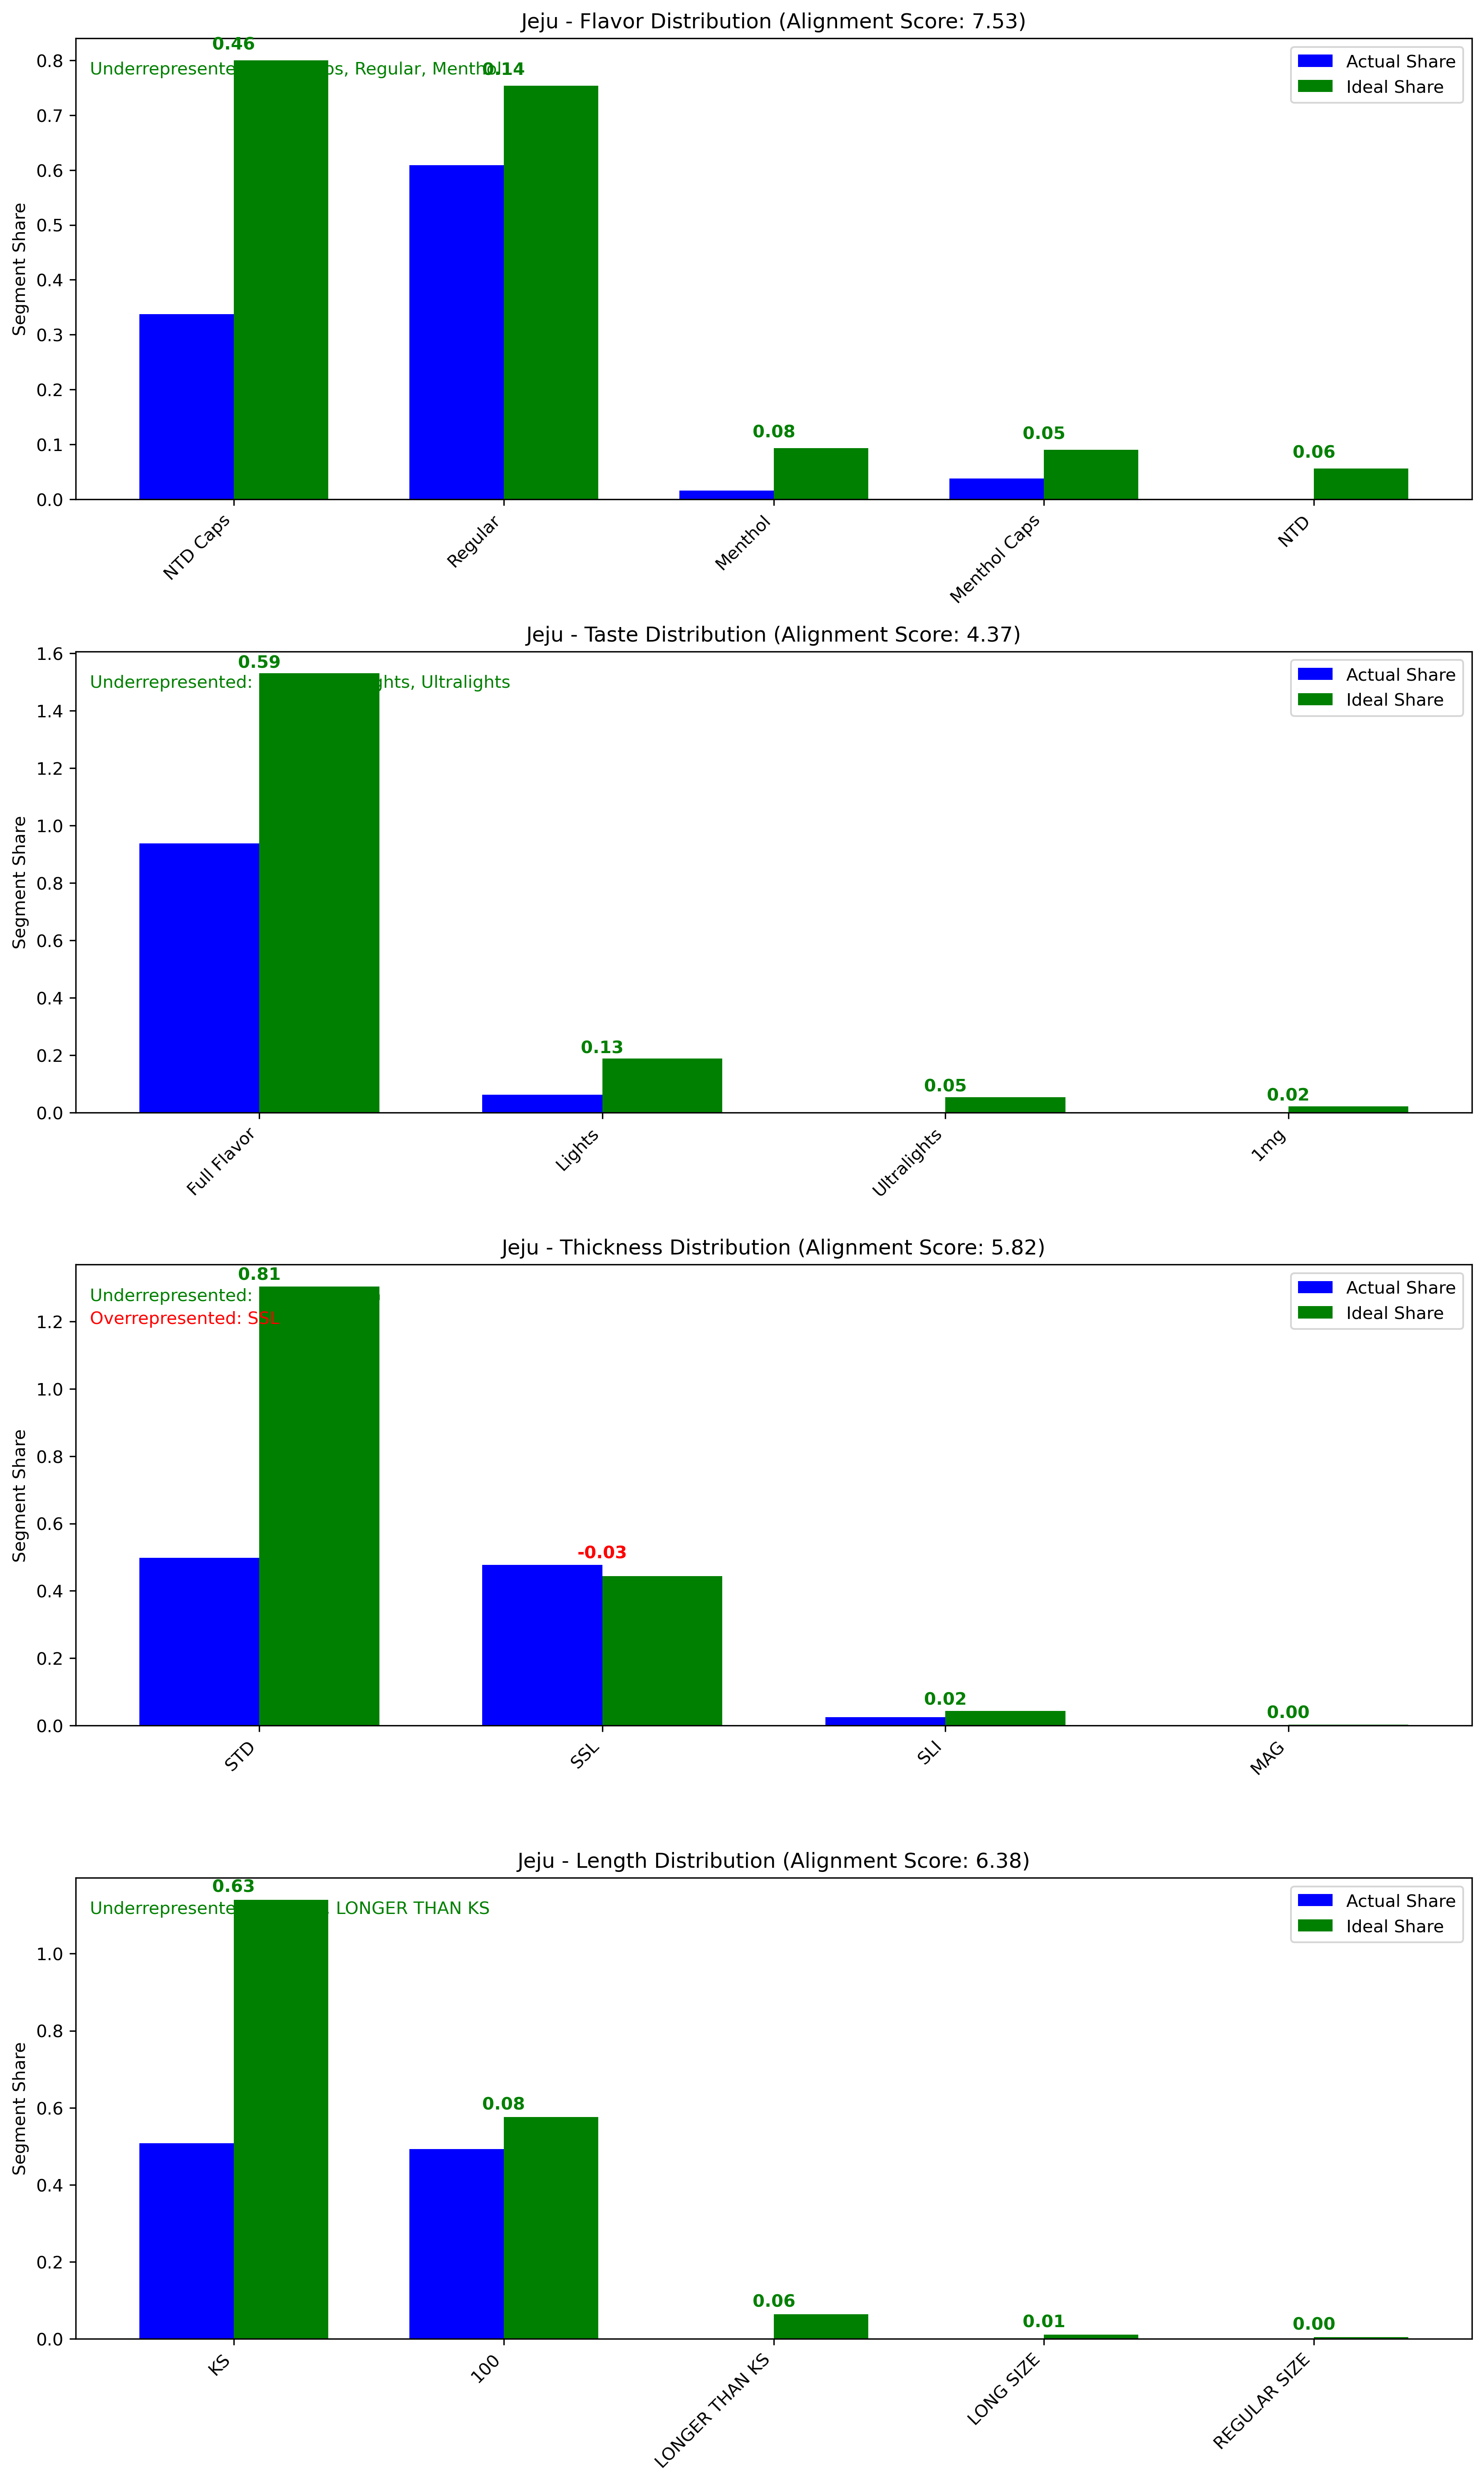 Jeju - Flavor Distribution (Alignment Score: 7.53)
0.46
Underrepresente ps, Regular, Menthol
0.14
Actual Share
Ideal Share
0.8
0.7
0.6
0.5
0.4
0.3
0.2
0.1
0.0
Segment Share
0.08
0.05
0.06
NTD Caps
Regular
Menthol
Menthol Caps
NTD
Jeju - Taste Distribution (Alignment Score: 4.37)
0.59
Underrepresented: ghts, Ultralights
Actual Share
Ideal Share
1.6
1.4
1.2
1.0
0.8
0.6
0.4
0.2
0.0
Segment Share
0.13
0.05
0.02
Full Flavor
Lights
Ultralights
1mg
Jeju - Thickness Distribution (Alignment Score: 5.82)
0.81
Underrepresented:
Overrepresented: SSL
Actual Share
Ideal Share
1.2
1.0
0.8
0.6
0.4
0.2
0.0
Segment Share
-0.03
0.02
0.00
STD
SSL
SLI
MAG
Jeju - Length Distribution (Alignment Score: 6.38)
0.63
Underrepresente LONGER THAN KS
Actual Share
Ideal Share
1.0
0.8
0.6
0.4
0.2
0.0
Segment Share
0.08
0.06
0.01
0.00
KS
100
LONGER THAN KS
LONG SIZE
REGULAR SIZE